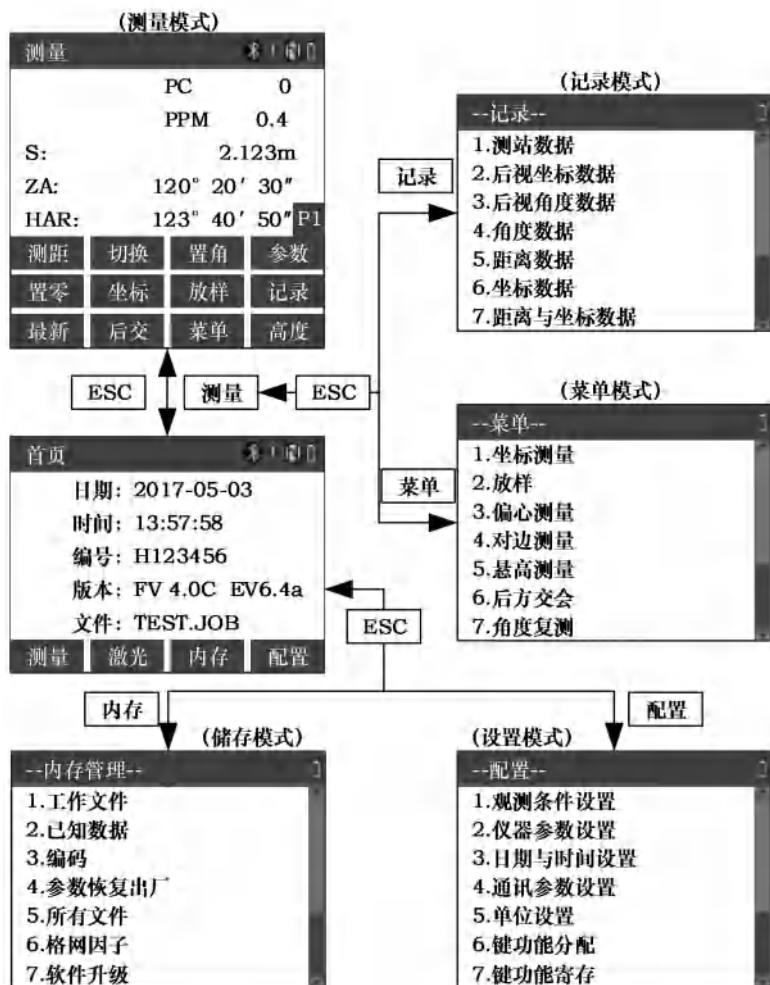 (测量模式)
测量
PC 0
PPM 0.4
S: 2.123m
ZA: 120° 20′ 30″
HAR: 123° 40′ 50″ P1
测距 切换 置角 参数
置零 坐标 放样 记录
最新 后交 菜单 高度
ESC
测量
ESC
记录
(记录模式)
--记录--
1.测站数据
2.后视坐标数据
3.后视角度数据
4.角度数据
5.距离数据
6.坐标数据
7.距离与坐标数据
菜单
(菜单模式)
--菜单--
1.坐标测量
2.放样
3.偏心测量
4.对边测量
5.悬高测量
6.后方交会
7.角度复测
首页
日期: 2017-05-03
时间: 13:57:58
编号: H123456
版本: FV 4.0C EV6.4a
文件: TEST.JOB
测量 激光 内存 配置
ESC
内存
(储存模式)
--内存管理--
1.工作文件
2.已知数据
3.编码
4.参数恢复出厂
5.所有文件
6.格网因子
7.软件升级
配置
(设置模式)
--配置--
1.观测条件设置
2.仪器参数设置
3.日期与时间设置
4.通讯参数设置
5.单位设置
6.键功能分配
7.键功能寄存